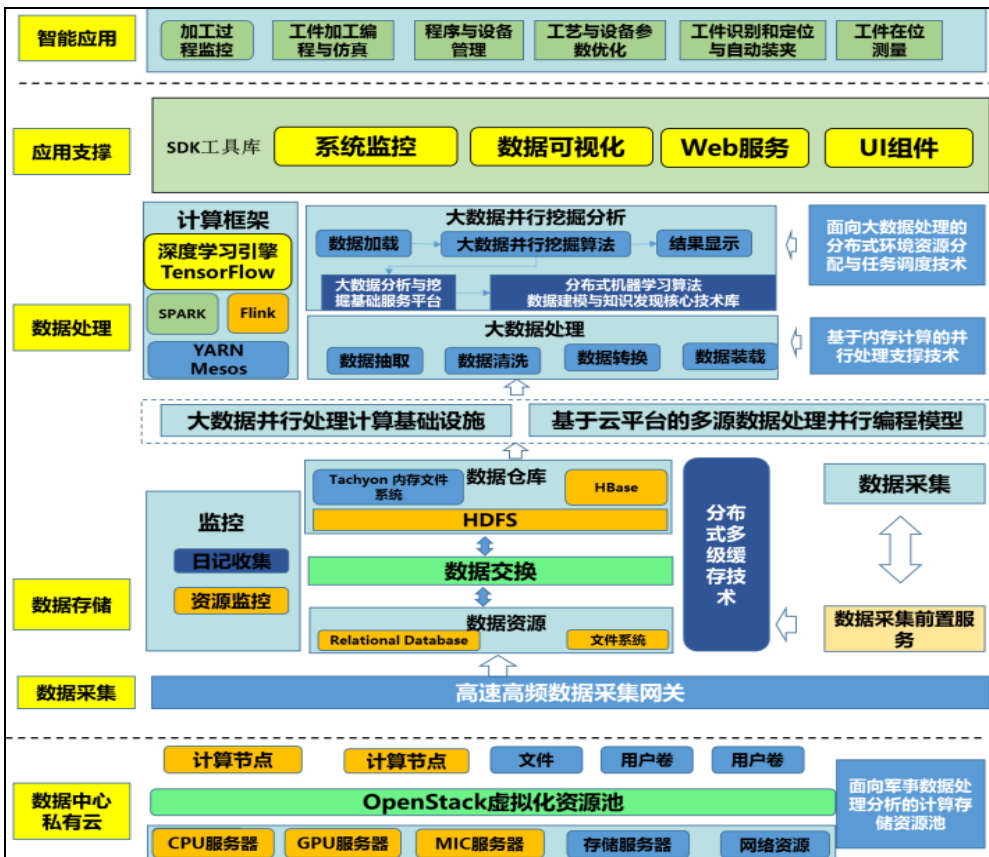 智能应用
加工过
程监控
工件加工编
程与仿真
程序与设备
管理
工艺与设备参
数优化
工件识别和定位
与自动装夹
工件在位
测量
应用支撑
SDK工具库
系统监控
数据可视化
Web服务
UI组件
数据处理
计算框架
深度学习引擎
TensorFlow
SPARK
Flink
YARN
Mesos
大数据并行挖掘分析
数据加载
大数据并行挖掘算法
结果显示
大数据分析与挖
掘基础服务平台
分布式机器学习算法
数据建模与知识发现核心技术库
大数据处理
数据抽取
数据清洗
数据转换
数据装载
面向大数据处理的
分布式环境资源分
配与任务调度技术
基于内存计算的并
行处理支撑技术
大数据并行处理计算基础设施
基于云平台的多源数据处理并行编程模型
数据存储
监控
日记收集
资源监控
Tachyon 内存文件
系统
数据仓库
HBase
HDFS
数据交换
数据资源
Relational Database
文件系统
分布
式多
级缓
存技
术
数据采集
数据采集前置服
务
数据采集
高速高频数据采集网关
数据中心
私有云
计算节点
计算节点
文件
用户卷
用户卷
OpenStack虚拟化资源池
CPU服务器
GPU服务器
MIC服务器
存储服务器
网络资源
面向军事数据处
理分析的计算存
储资源池